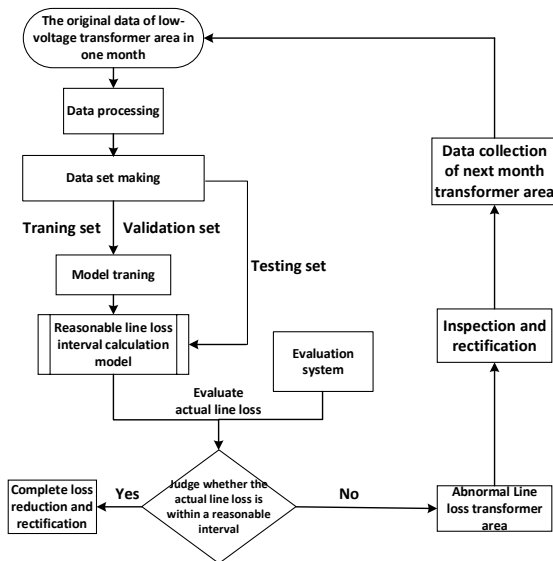 The original data of low-
voltage transformer area in
one month
Data processing
Data set making
Traning set
Validation set
Testing set
Model traning
Reasonable line loss
interval calculation
model
Evaluation
system
Evaluate
actual line loss
Judge whether the
actual line loss is
within a reasonable
interval
Yes
No
Complete loss
reduction and
rectification
Abnormal Line
loss transformer
area
Inspection and
rectification
Data collection
of next month
transformer area